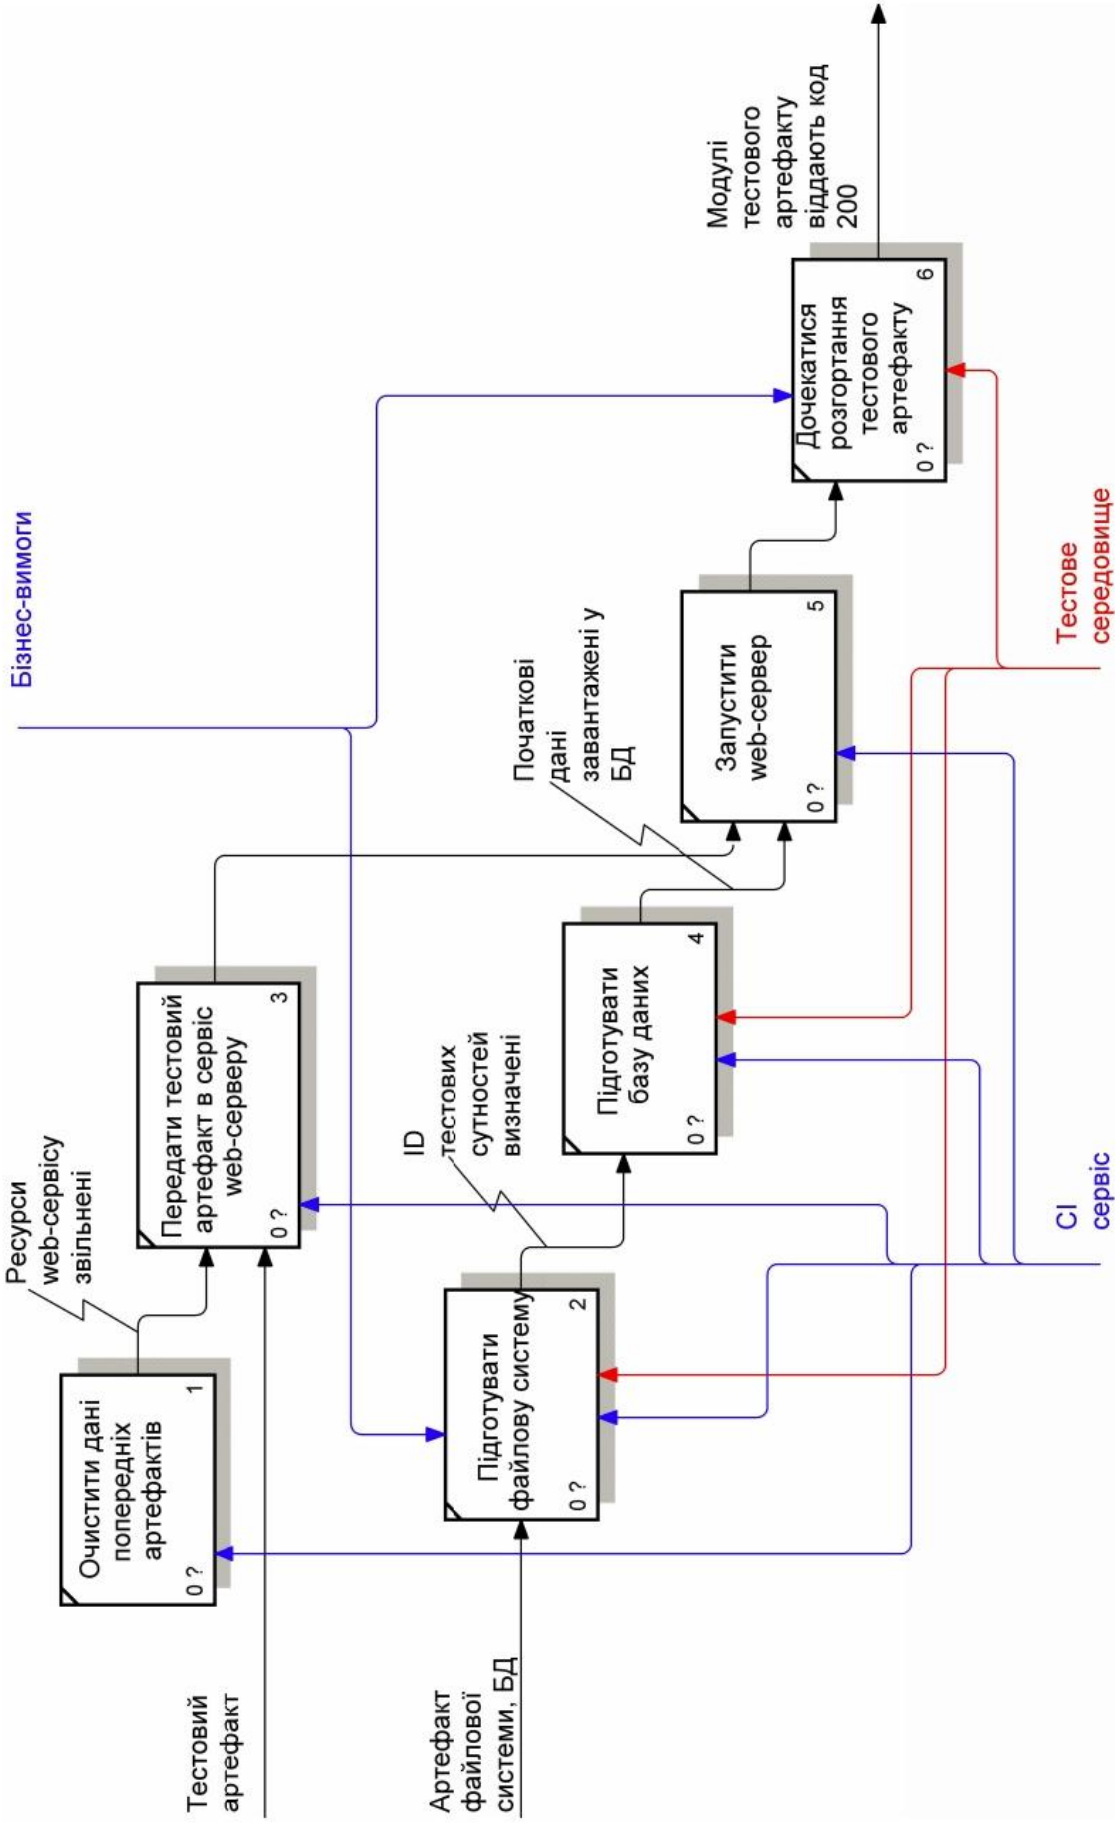 Бізнес-вимоги
Ресурси
web-сервісу
звільнені
Очистити дані
попередніх
артефактів
0 ?
1
Тестовий
артефакт
Передати тестовий
артефакт в сервіс
web-серверу
0 ?
3
ID
тестових
сутностей
визначені
Підготувати
файлову систему
0 ?
2
Артефакт
файлової
системи, БД
Початкові
дані
завантажені у
БД
Підготувати
базу даних
0 ?
4
Запустити
web-сервер
0 ?
5
Модулі
тестового
артефакту
віддають код
200
Дочекатися
розгортання
тестового
артефакту
0 ?
6
CI
сервіс
Тестове
середовище